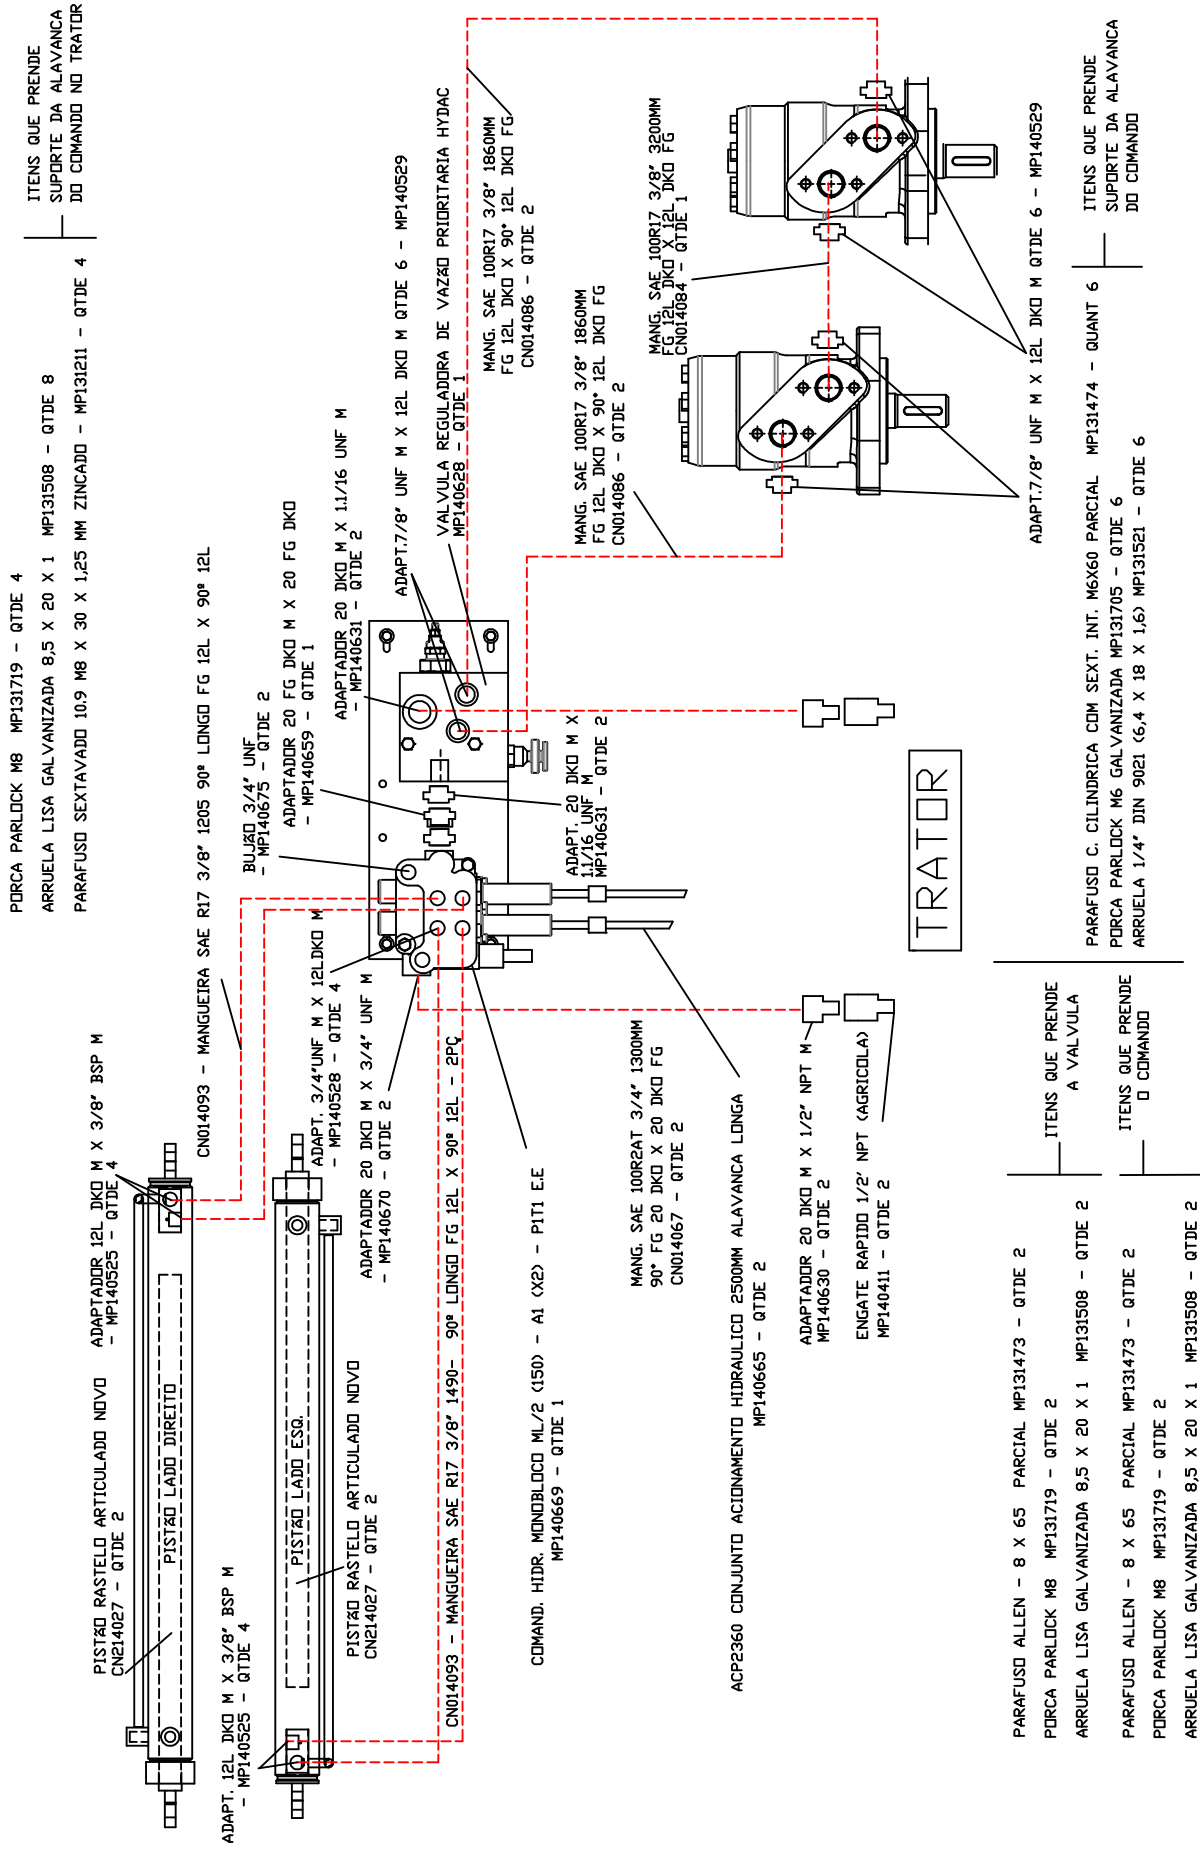 PORCA PARLOCK M8  MP131719 - QTDE 4
ARRUELA LISA GALVANIZADA 8,5 X 20 X 1  MP131508 - QTDE 8
PARAFUSO SEXTAVADO 10.9 M8 X 30 X 1,25 MM ZINCADO - MP131211 - QTDE 4
ITENS QUE PRENDE
SUPORTE DA ALAVANCA
DO COMANDO NO TRATOR
PISTÃO RASTELO ARTICULADO NOVO
CN214027 - QTDE 2
ADAPTADOR 12L DKO M X 3/8" BSP M
- MP140525 - QTDE 4
PISTÃO LADO DIREITO
CN014093 - MANGUEIRA SAE R17 3/8" 1205 90º LONGO FG 12L X 90º 12L
ADAPT. 12L DKO M X 3/8" BSP M
- MP140525 - QTDE 4
PISTÃO LADO ESQ.
PISTÃO RASTELO ARTICULADO NOVO
CN214027 - QTDE 2
BUJÃO 3/4" UNF
- MP140675 - QTDE 2
ADAPTADOR 20 FG DKO M X 20 FG DKO
- MP140659 - QTDE 1
ADAPTADOR 20 DKO M X 1.1/16 UNF M
- MP140631 - QTDE 2
ADAPT. 3/4"UNF M X 12LDKO M
- MP140528 - QTDE 4
ADAPTADOR 20 DKO M X 3/4" UNF M
- MP140670 - QTDE 2
ADAPT.7/8" UNF M X 12L DKO M QTDE 6 - MP140529
VALVULA REGULADORA DE VAZÃO PRIORITARIA HYDAC
MP140628 - QTDE 1
CN014093 - MANGUEIRA SAE R17 3/8" 1490-  90º LONGO FG 12L X 90º 12L - 2PÇ
MANG. SAE 100R17 3/8" 1860MM
FG 12L DKO X 90° 12L DKO FG
CN014086 - QTDE 2
COMAND. HIDR. MONOBLOCO ML/2 (150) - A1 (X2) - P1T1 E.E
MP140669 - QTDE 1
ADAPT. 20 DKO M X
1.1/16 UNF M
MP140631 - QTDE 2
MANG. SAE 100R17 3/8" 1860MM
FG 12L DKO X 90° 12L DKO FG
CN014086 - QTDE 2
MANG. SAE 100R17 3/8" 3200MM
FG 12L DKO X 12L DKO FG
CN014084 - QTDE 1
MANG. SAE 100R2AT 3/4" 1300MM
90° FG 20 DKO X 20 DKO FG
CN014067 - QTDE 2
ACP2360 CONJUNTO ACIONAMENTO HIDRAULICO 2500MM ALAVANCA LONGA
MP140665 - QTDE 2
ADAPTADOR 20 DKO M X 1/2" NPT M
MP140630 - QTDE 2
ENGATE RAPIDO 1/2" NPT (AGRICOLA)
MP140411 - QTDE 2
TRATOR
ADAPT.7/8" UNF M X 12L DKO M QTDE 6 - MP140529
PARAFUSO C. CILINDRICA COM SEXT. INT. M6X60 PARCIAL  MP131474 - QUANT 6
PORCA PARLOCK M6 GALVANIZADA MP131705 - QTDE 6
ARRUELA 1/4" DIN 9021 (6,4 X 18 X 1,6) MP131521 - QTDE 6
ITENS QUE PRENDE
SUPORTE DA ALAVANCA
DO COMANDO
PARAFUSO ALLEN - 8 X 65  PARCIAL MP131473 - QTDE 2
PORCA PARLOCK M8  MP131719 - QTDE 2
ARRUELA LISA GALVANIZADA 8,5 X 20 X 1  MP131508 - QTDE 2
ITENS QUE PRENDE
A VALVULA
PARAFUSO ALLEN - 8 X 65  PARCIAL MP131473 - QTDE 2
PORCA PARLOCK M8  MP131719 - QTDE 2
ARRUELA LISA GALVANIZADA 8,5 X 20 X 1  MP131508 - QTDE 2
ITENS QUE PRENDE
O COMANDO